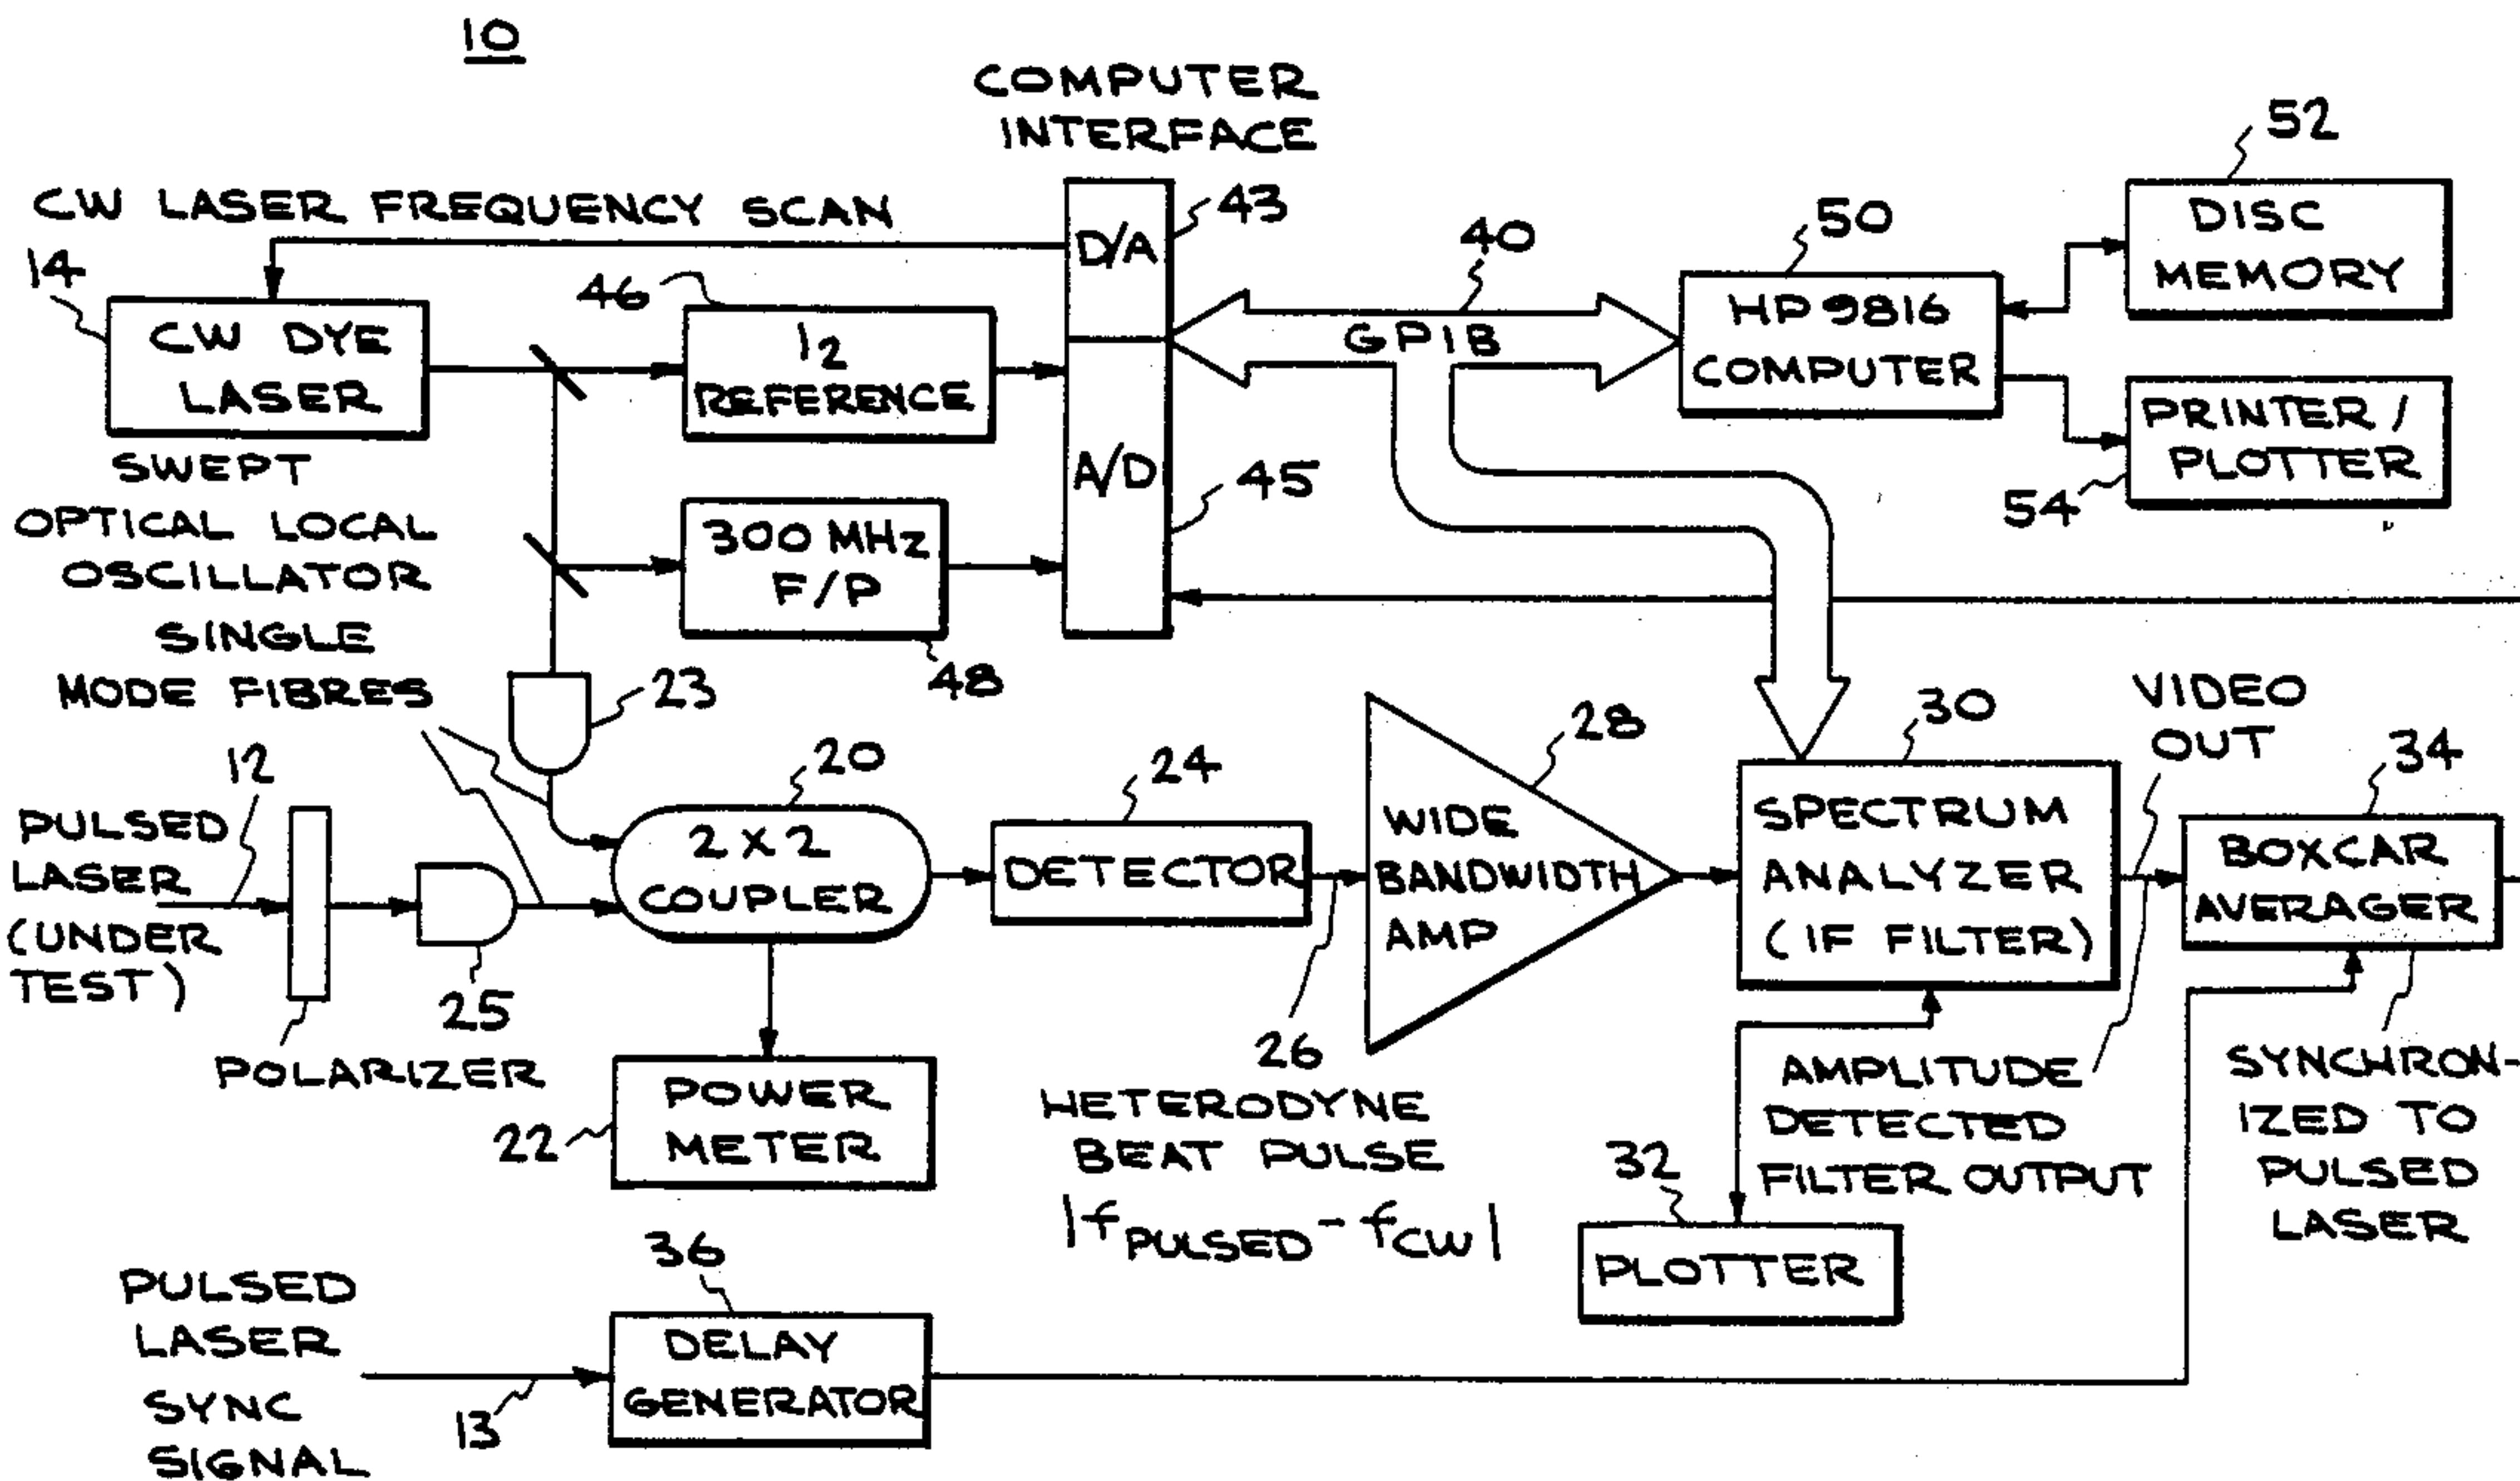 10
COMPUTER
INTERFACE
52
CW LASER FREQUENCY SCAN
43
DISC
MEMORY
14
D/A
40
50
46
CW DYE
LASER
I2
REFERENCE
GPIB
HP 9816
COMPUTER
PRINTER /
PLOTTER
54
SWEPT
OPTICAL LOCAL
OSCILLATOR
SINGLE
MODE FIBRES
A/D
45
300 MHz
F/P
48
23
VIDEO
OUT
12
20
24
28
30
34
PULSED
LASER
(UNDER
TEST)
25
POLARIZER
2 X 2
COUPLER
DETECTOR
WIDE
BANDWIDTH
AMP
SPECTRUM
ANALYZER
(IF FILTER)
BOXCAR
AVERAGER
26
HETERODYNE
BEAT PULSE
|fPULSED - fCW|
POWER
METER
22
AMPLITUDE
DETECTED
FILTER OUTPUT
SYNCHRON-
IZED TO
PULSED
LASER
32
PLOTTER
36
PULSED
LASER
SYNC
SIGNAL
13
DELAY
GENERATOR